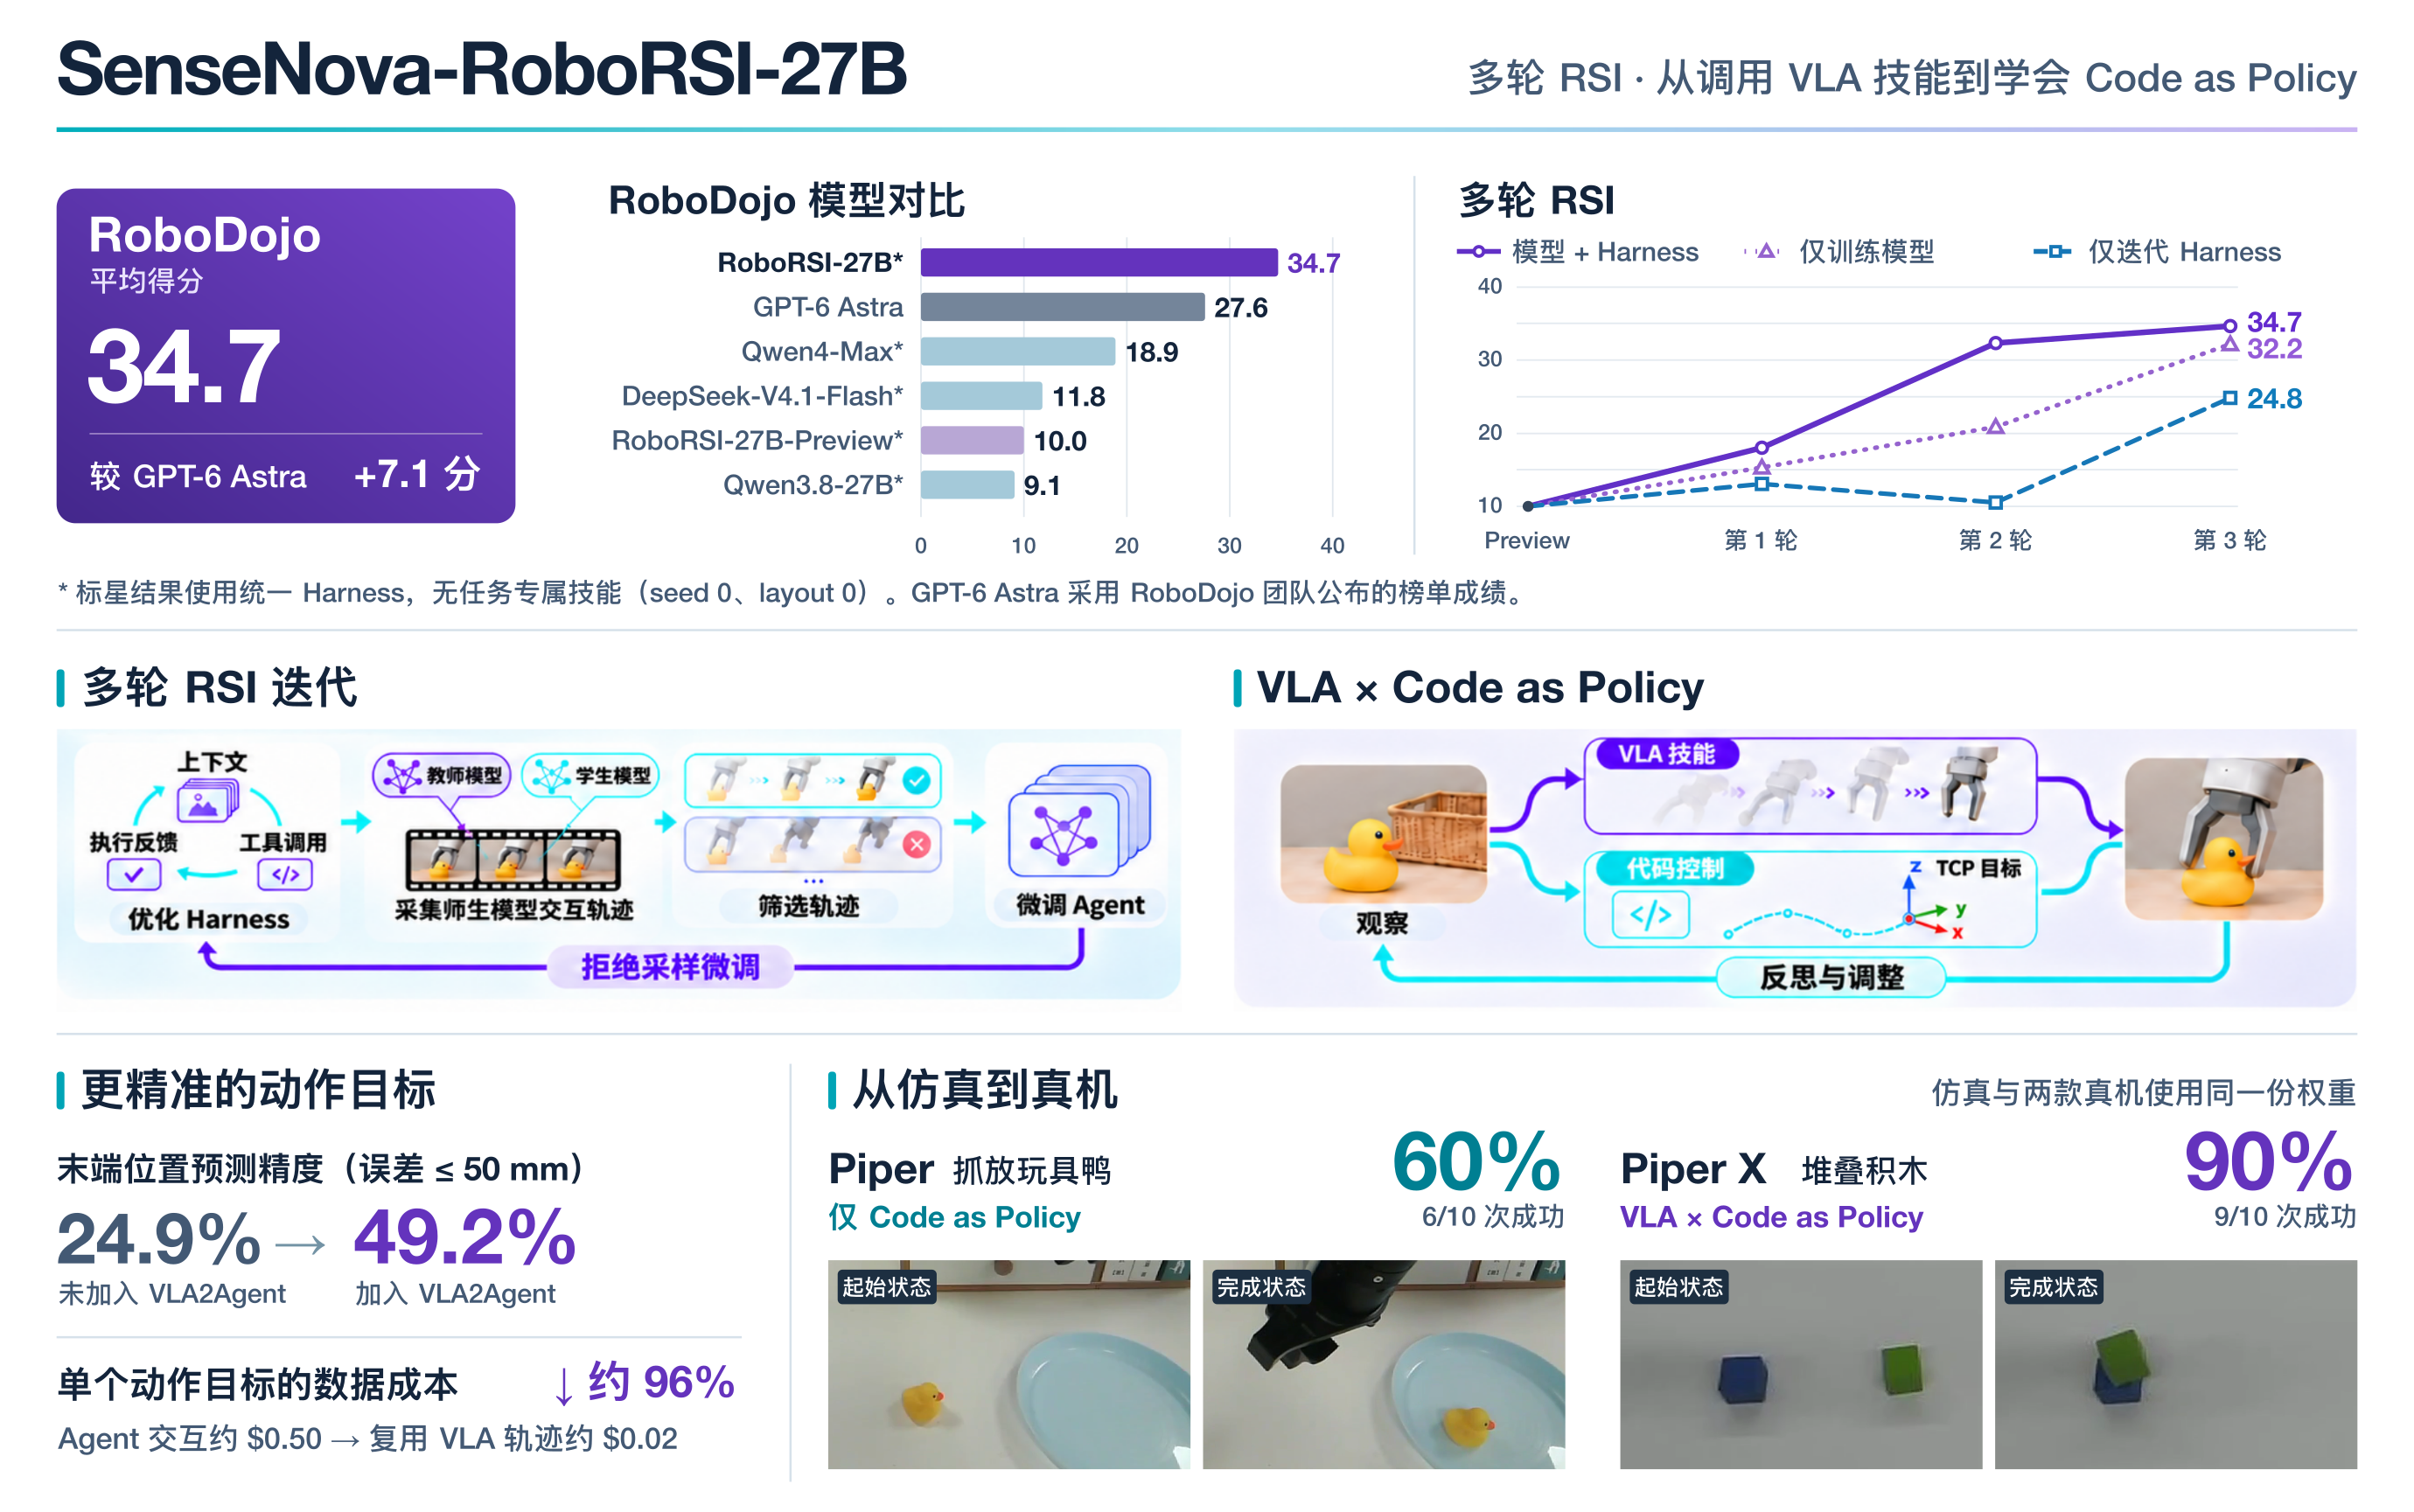 SenseNova-RoboRSI-27B
多轮 RSI · 从调用 VLA 技能到学会 Code as Policy
RoboDojo
平均得分
34.7
较 GPT-6 Astra +7.1 分
RoboDojo 模型对比
RoboRSI-27B* 34.7
GPT-6 Astra 27.6
Qwen4-Max* 18.9
DeepSeek-V4.1-Flash* 11.8
RoboRSI-27B-Preview* 10.0
Qwen3.8-27B* 9.1
0 10 20 30 40
多轮 RSI
模型 + Harness 仅训练模型 仅迭代 Harness
40
30
20
10
34.7
32.2
24.8
Preview 第 1 轮 第 2 轮 第 3 轮
* 标星结果使用统一 Harness，无任务专属技能（seed 0、layout 0）。GPT-6 Astra 采用 RoboDojo 团队公布的榜单成绩。
多轮 RSI 迭代
上下文
执行反馈 工具调用
</>
优化 Harness
教师模型 学生模型
采集师生模型交互轨迹
...
筛选轨迹
微调 Agent
拒绝采样微调
VLA × Code as Policy
观察
VLA 技能
代码控制
</>
z TCP 目标
y
x
反思与调整
更精准的动作目标
末端位置预测精度（误差 ≤ 50 mm）
24.9% → 49.2%
未加入 VLA2Agent 加入 VLA2Agent
单个动作目标的数据成本 ↓ 约 96%
Agent 交互约 $0.50 → 复用 VLA 轨迹约 $0.02
从仿真到真机
仿真与两款真机使用同一份权重
Piper 抓放玩具鸭 60%
仅 Code as Policy 6/10 次成功
起始状态 完成状态
Piper X 堆叠积木 90%
VLA × Code as Policy 9/10 次成功
起始状态 完成状态